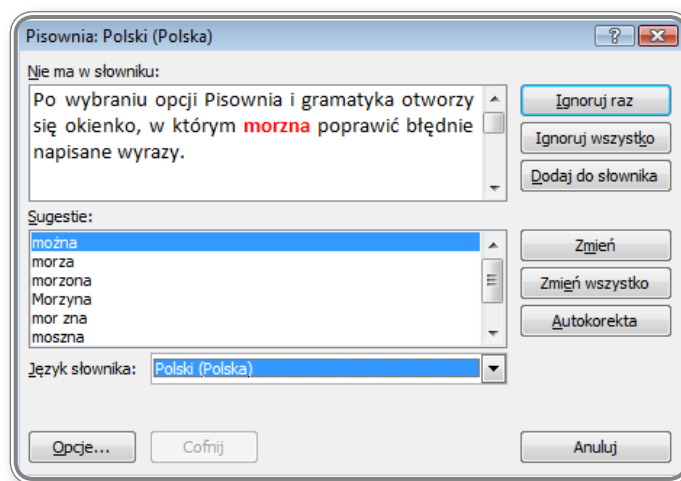 Pisownia: Polski (Polska)
Nie ma w słowniku:
Po wybraniu opcji Pisownia i gramatyka otworzy
się okienko, w którym morzna poprawić błędnie
napisane wyrazy.
Ignoruj raz
Ignoruj wszystko
Dodaj do słownika
Sugestie:
można
morza
morzona
Morzyna
mor zna
moszna
Zmień
Zmień wszystko
Autokorekta
Język słownika: Polski (Polska)
Opcje... Cofnij Anuluj